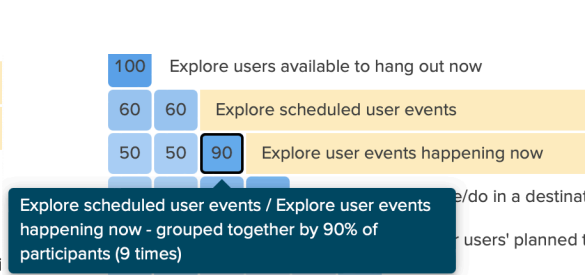 100 Explore users available to hang out now
60 60 Explore scheduled user events
50 50 90 Explore user events happening now
e/do in a destinat
Explore scheduled user events / Explore user events
happening now - grouped together by 90% of
participants (9 times)
r users' planned t
i